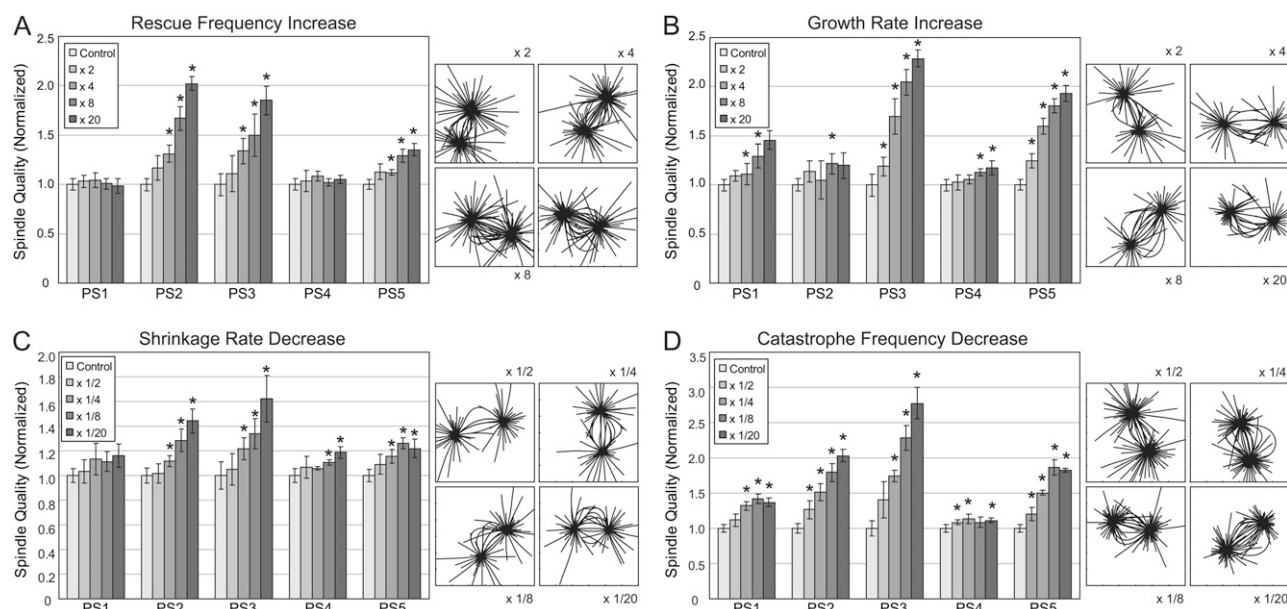 A Rescue Frequency Increase
Spindle Quality (Normalized)
2.5
2.0
1.5
1.0
0.5
0
Control
x 2
x 4
x 8
x 20
* * * * * * * * *
PS1 PS2 PS3 PS4 PS5
x 2 x 4
x 8
B Growth Rate Increase
Spindle Quality (Normalized)
2.5
2.0
1.5
1.0
0.5
0
Control
x 2
x 4
x 8
x 20
* * * * * * * * * * * * *
PS1 PS2 PS3 PS4 PS5
x 2 x 4
x 8 x 20
C Shrinkage Rate Decrease
Spindle Quality (Normalized)
2.0
1.8
1.6
1.4
1.2
1.0
0.8
0.6
0.4
0.2
0
Control
x 1/2
x 1/4
x 1/8
x 1/20
* * * * * * * * * * *
PS1 PS2 PS3 PS4 PS5
x 1/2 x 1/4
x 1/8 x 1/20
D Catastrophe Frequency Decrease
Spindle Quality (Normalized)
3.5
3.0
2.5
2.0
1.5
1.0
0.5
0
Control
x 1/2
x 1/4
x 1/8
x 1/20
* * * * * * * * * * * * * * * * *
PS1 PS2 PS3 PS4 PS5
x 1/2 x 1/4
x 1/8 x 1/20